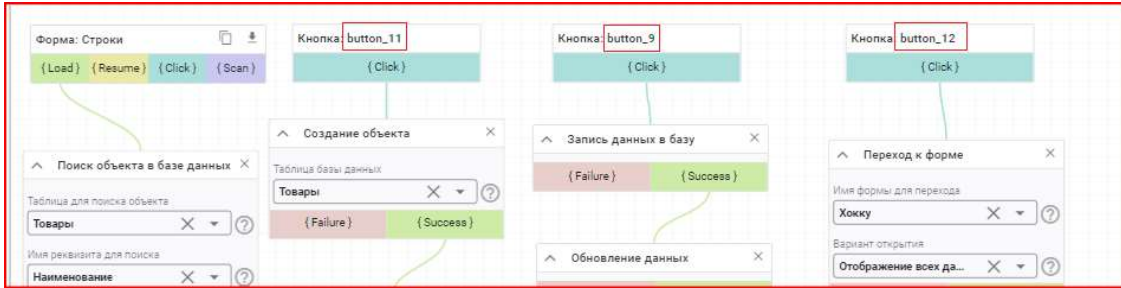 Форма: Строки
{Load} {Resume} {Click} {Scan}
Поиск объекта в базе данных
Таблица для поиска объекта
Товары
Имя реквизита для поиска
Наименование
Кнопка: button_11
{Click}
Создание объекта
Таблица базы данных
Товары
{Failure} {Success}
Кнопка: button_9
{Click}
Запись данных в базу
{Failure} {Success}
Обновление данных
Кнопка: button_12
{Click}
Переход к форме
Имя формы для перехода
Хокку
Вариант открытия
Отображение всех да...